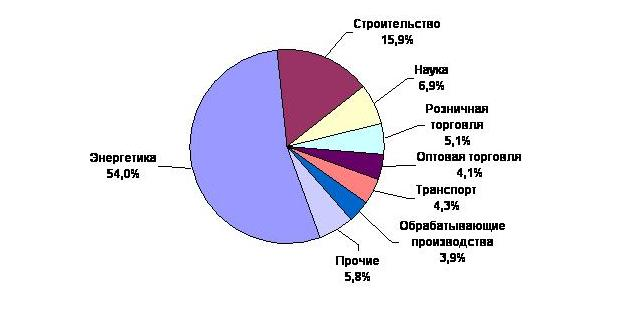 Строительство
15,9%
Наука
6,9%
Розничная
торговля
5,1%
Оптовая торговля
4,1%
Транспорт
4,3%
Обрабатывающие
производства
3,9%
Прочие
5,8%
Энергетика
54,0%